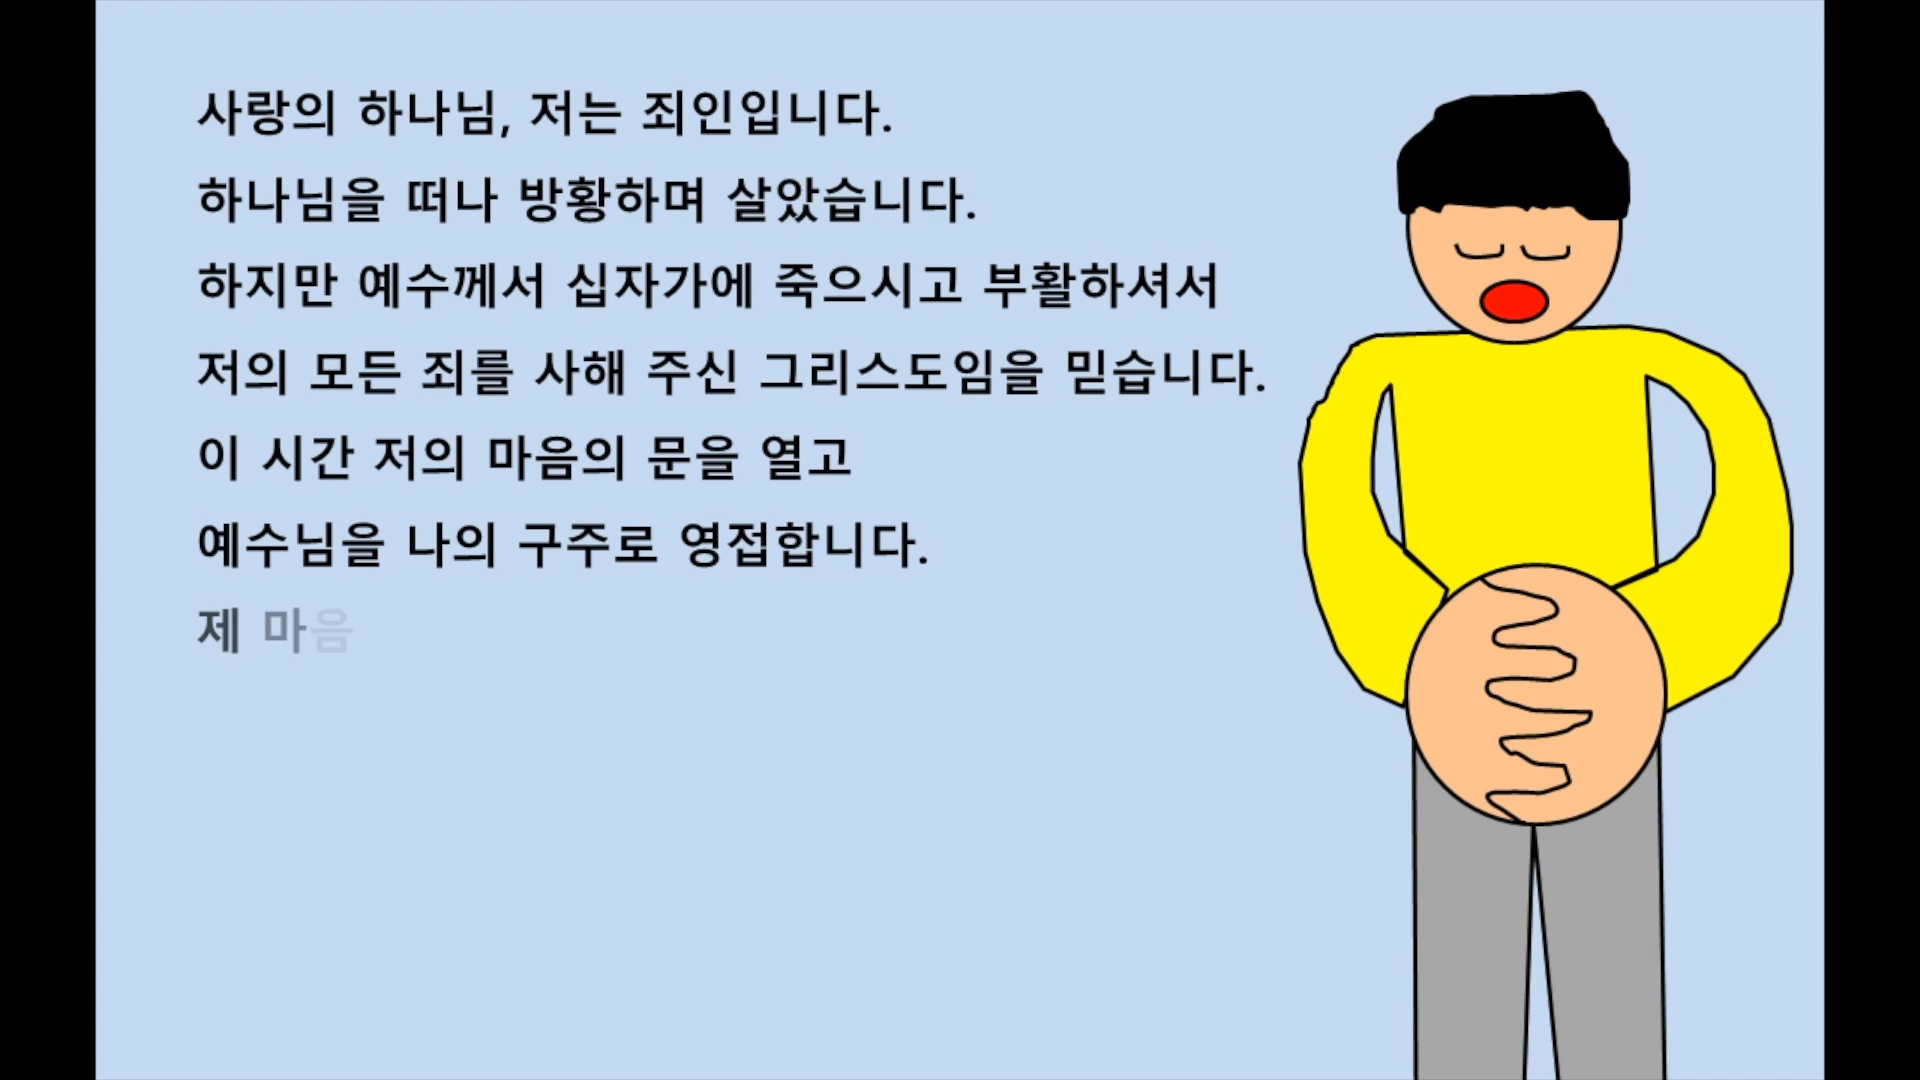 사랑의 하나님, 저는 죄인입니다.
하나님을 떠나 방황하며 살았습니다.
하지만 예수께서 십자가에 죽으시고 부활하셔서
저의 모든 죄를 사해 주신 그리스도임을 믿습니다.
이 시간 저의 마음의 문을 열고
예수님을 나의 구주로 영접합니다.
제 마음